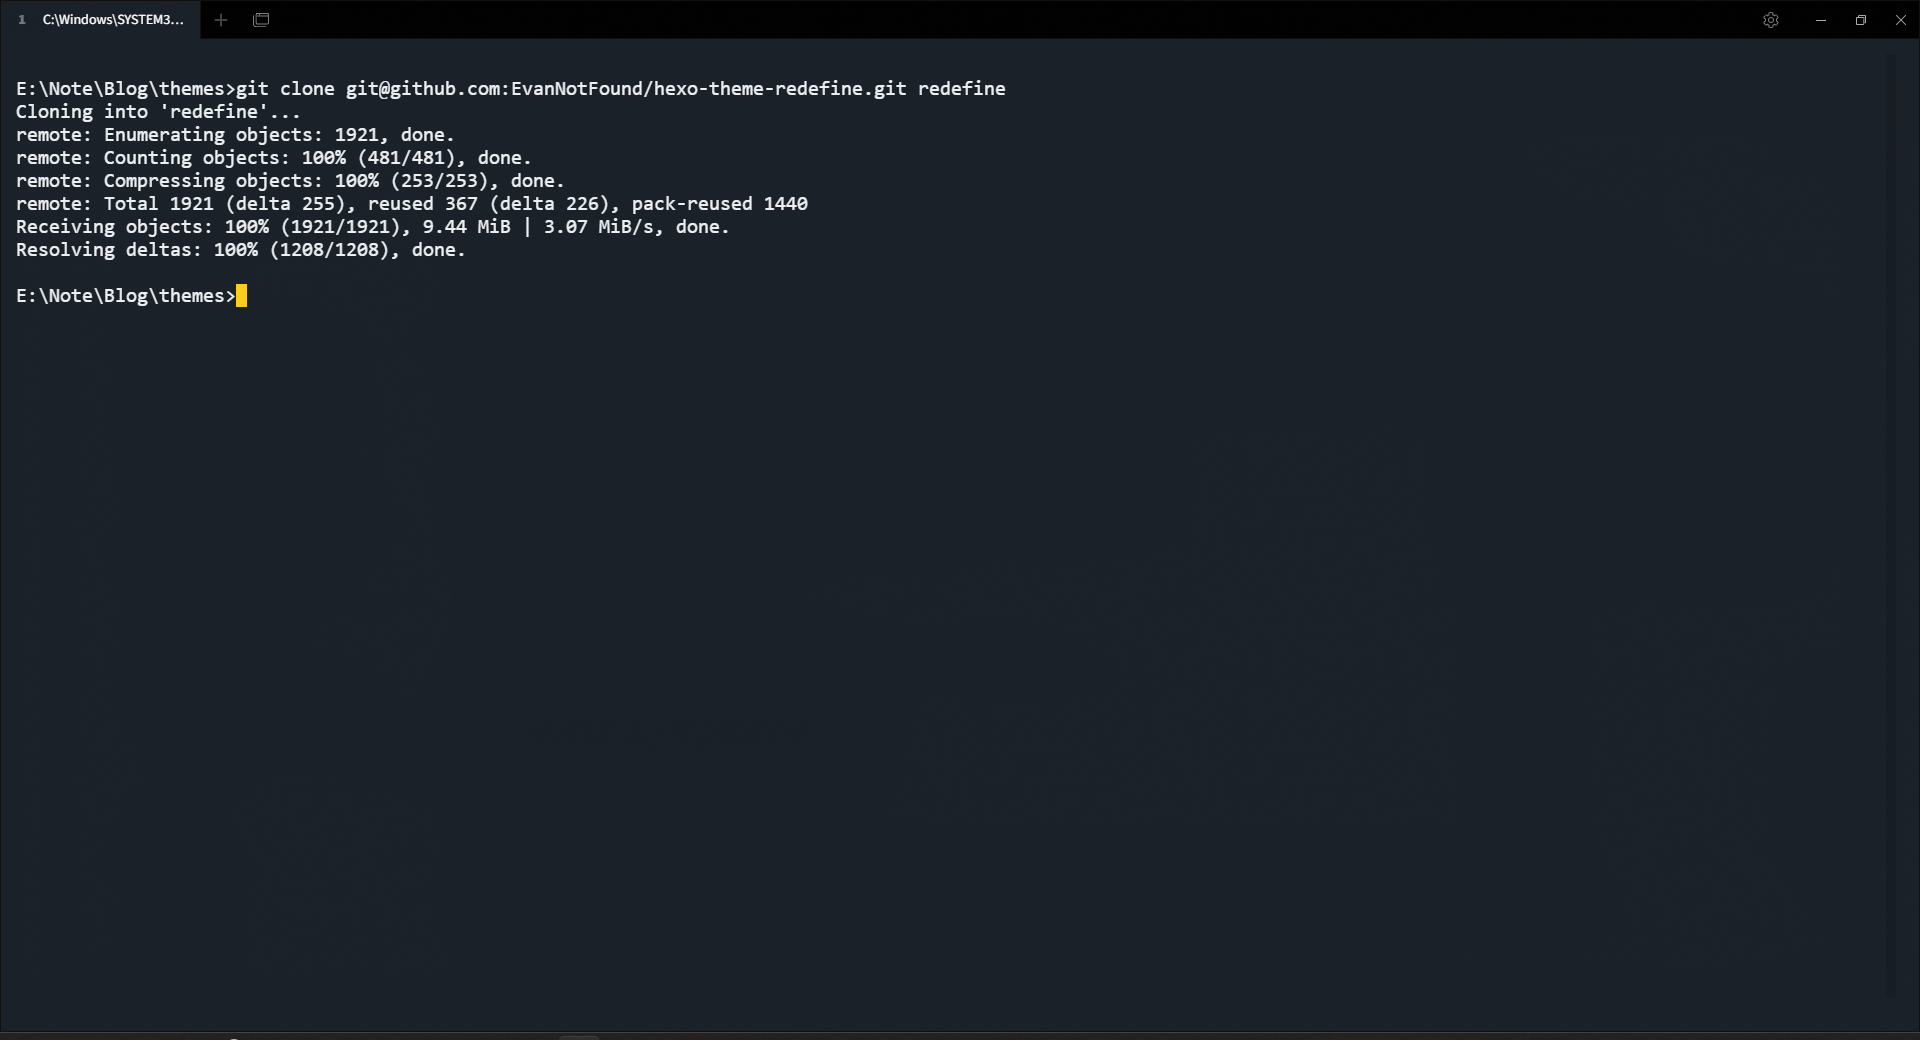 1 C:\Windows\SYSTEM3...
E:\Note\Blog\themes>git clone git@github.com:EvanNotFound/hexo-theme-redefine.git redefine
Cloning into 'redefine'...
remote: Enumerating objects: 1921, done.
remote: Counting objects: 100% (481/481), done.
remote: Compressing objects: 100% (253/253), done.
remote: Total 1921 (delta 255), reused 367 (delta 226), pack-reused 1440
Receiving objects: 100% (1921/1921), 9.44 MiB | 3.07 MiB/s, done.
Resolving deltas: 100% (1208/1208), done.
E:\Note\Blog\themes>